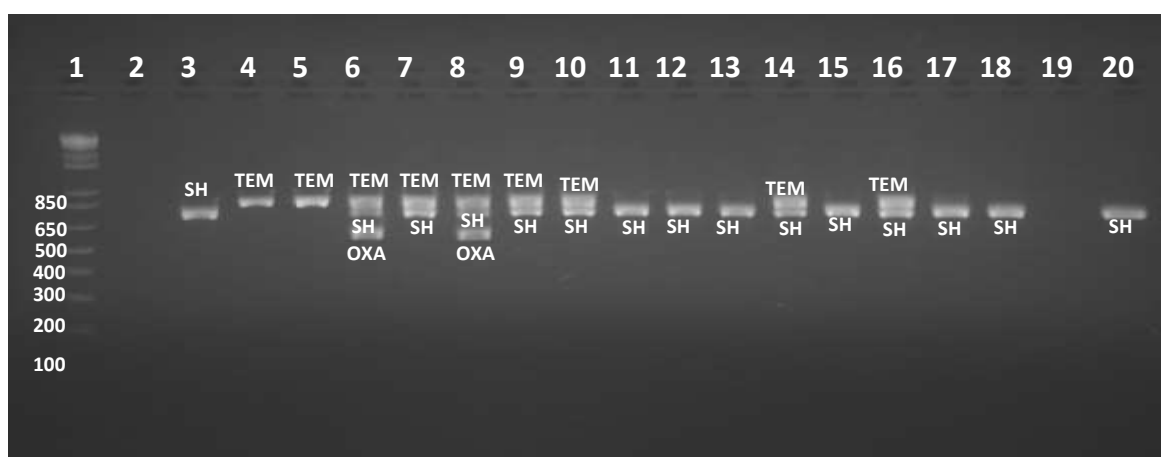 1 2 3 4 5 6 7 8 9 10 11 12 13 14 15 16 17 18 19 20
SH TEM TEM TEM TEM TEM TEM TEM TEM TEM
850
SH SH SH SH SH SH SH SH SH SH SH SH SH SH
650
OXA OXA
500
400
300
200
100